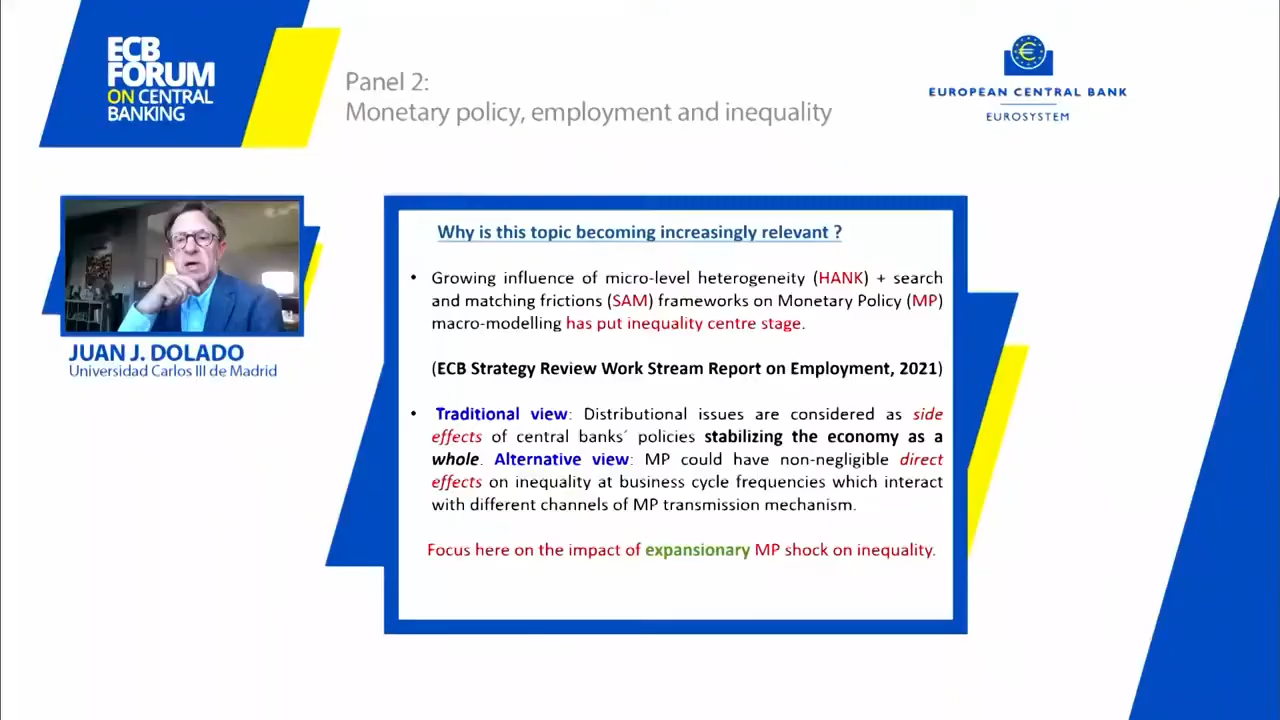 ECB
FORUM
ON CENTRAL
BANKING
Panel 2:
Monetary policy, employment and inequality
€
EUROPEAN CENTRAL BANK
EUROSYSTEM
JUAN J. DOLADO
Universidad Carlos III de Madrid
Why is this topic becoming increasingly relevant ?
• Growing influence of micro-level heterogeneity (HANK) + search
and matching frictions (SAM) frameworks on Monetary Policy (MP)
macro-modelling has put inequality centre stage.
(ECB Strategy Review Work Stream Report on Employment, 2021)
• Traditional view: Distributional issues are considered as side
effects of central banks´ policies stabilizing the economy as a
whole. Alternative view: MP could have non-negligible direct
effects on inequality at business cycle frequencies which interact
with different channels of MP transmission mechanism.
Focus here on the impact of expansionary MP shock on inequality.